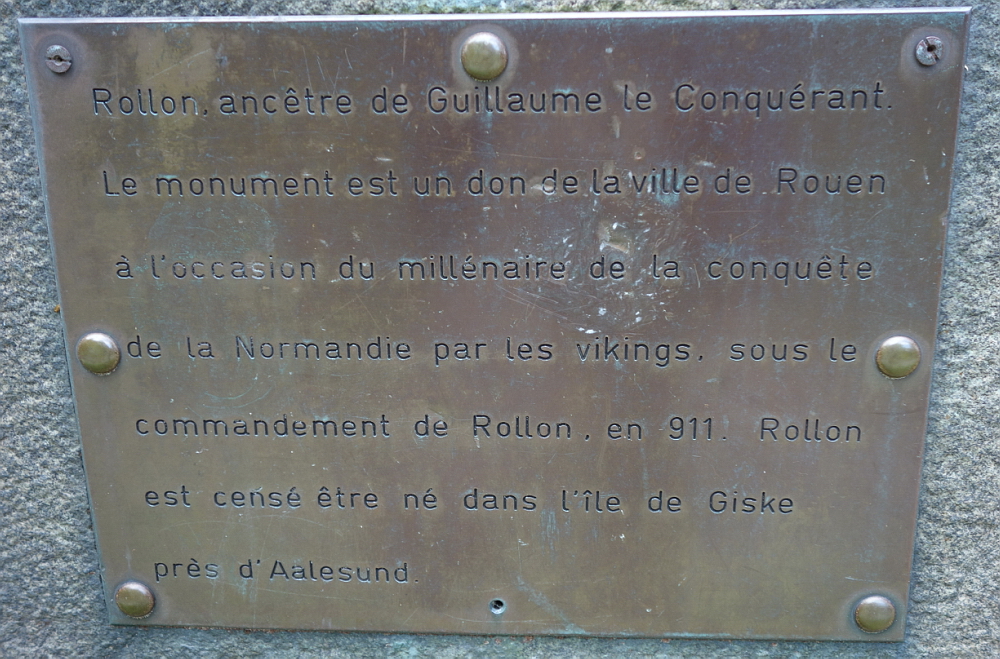 Rollon, ancêtre de Guillaume le Conquérant.
Le monument est un don de la ville de Rouen
à l'occasion du millénaire de la conquête
de la Normandie par les vikings, sous le
commandement de Rollon, en 911. Rollon
est censé être né dans l'île de Giske
près d'Aalesund.